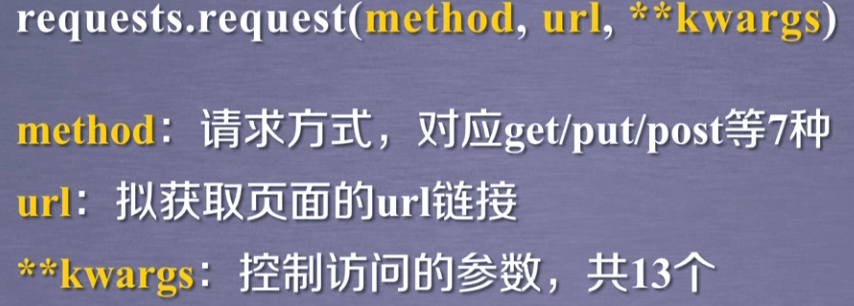 requests.request(method, url, **kwargs)
method：请求方式，对应get/put/post等7种
url：拟获取页面的url链接
**kwargs：控制访问的参数，共13个